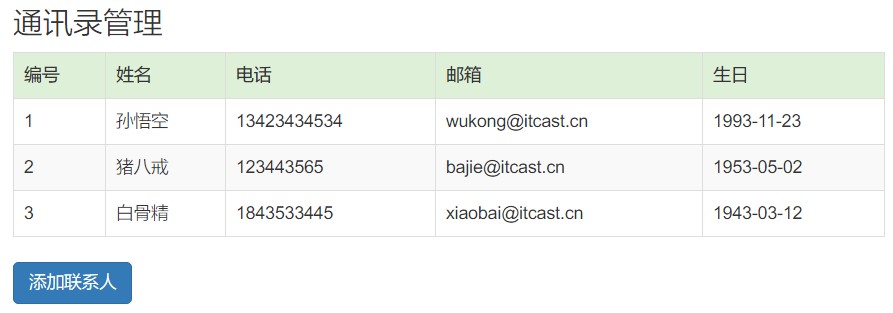 通讯录管理
编号 姓名 电话 邮箱 生日
1 孙悟空 13423434534 wukong@itcast.cn 1993-11-23
2 猪八戒 123443565 bajie@itcast.cn 1953-05-02
3 白骨精 1843533445 xiaobai@itcast.cn 1943-03-12
添加联系人